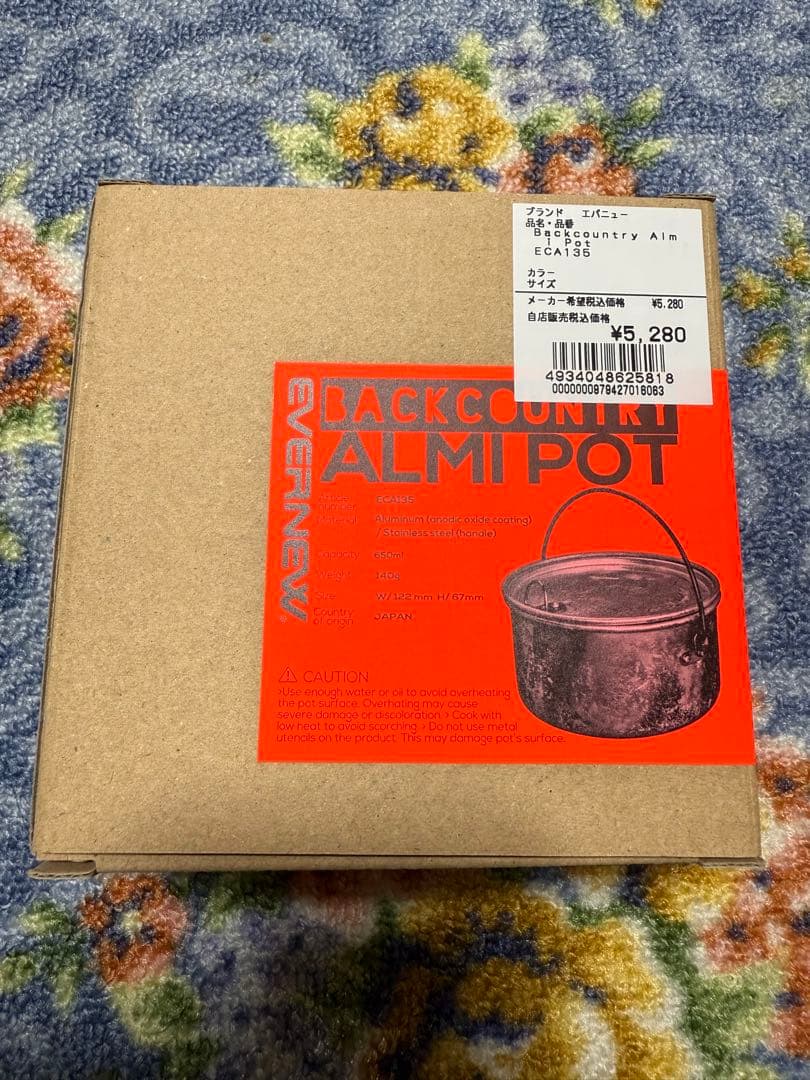 ブランド　エバニュー
品名・品番
Backcountry Alm
i Pot
ECA135
カラー
サイズ
メーカー希望税込価格　¥5,280
自店販売税込価格
¥5,280
4934048625818
0000000979427018063
EVERNEW
BACKCOUNTRY
ALMI POT
Article number ECA135
Material Aluminum (anodic oxide coating)
/ Stainless steel (hanle)
Capacity 650ml
Weight 140g
Size W/122mm H/67mm
Country of origin JAPAN
⚠ CAUTION
›Use enough water or oil to avoid overheating
the pot surface. Overhating may cause
severe damage or discoloration › Cook with
low heat to avoid scorching › Do not use metal
utencils on the product. This may damage pot's surface.